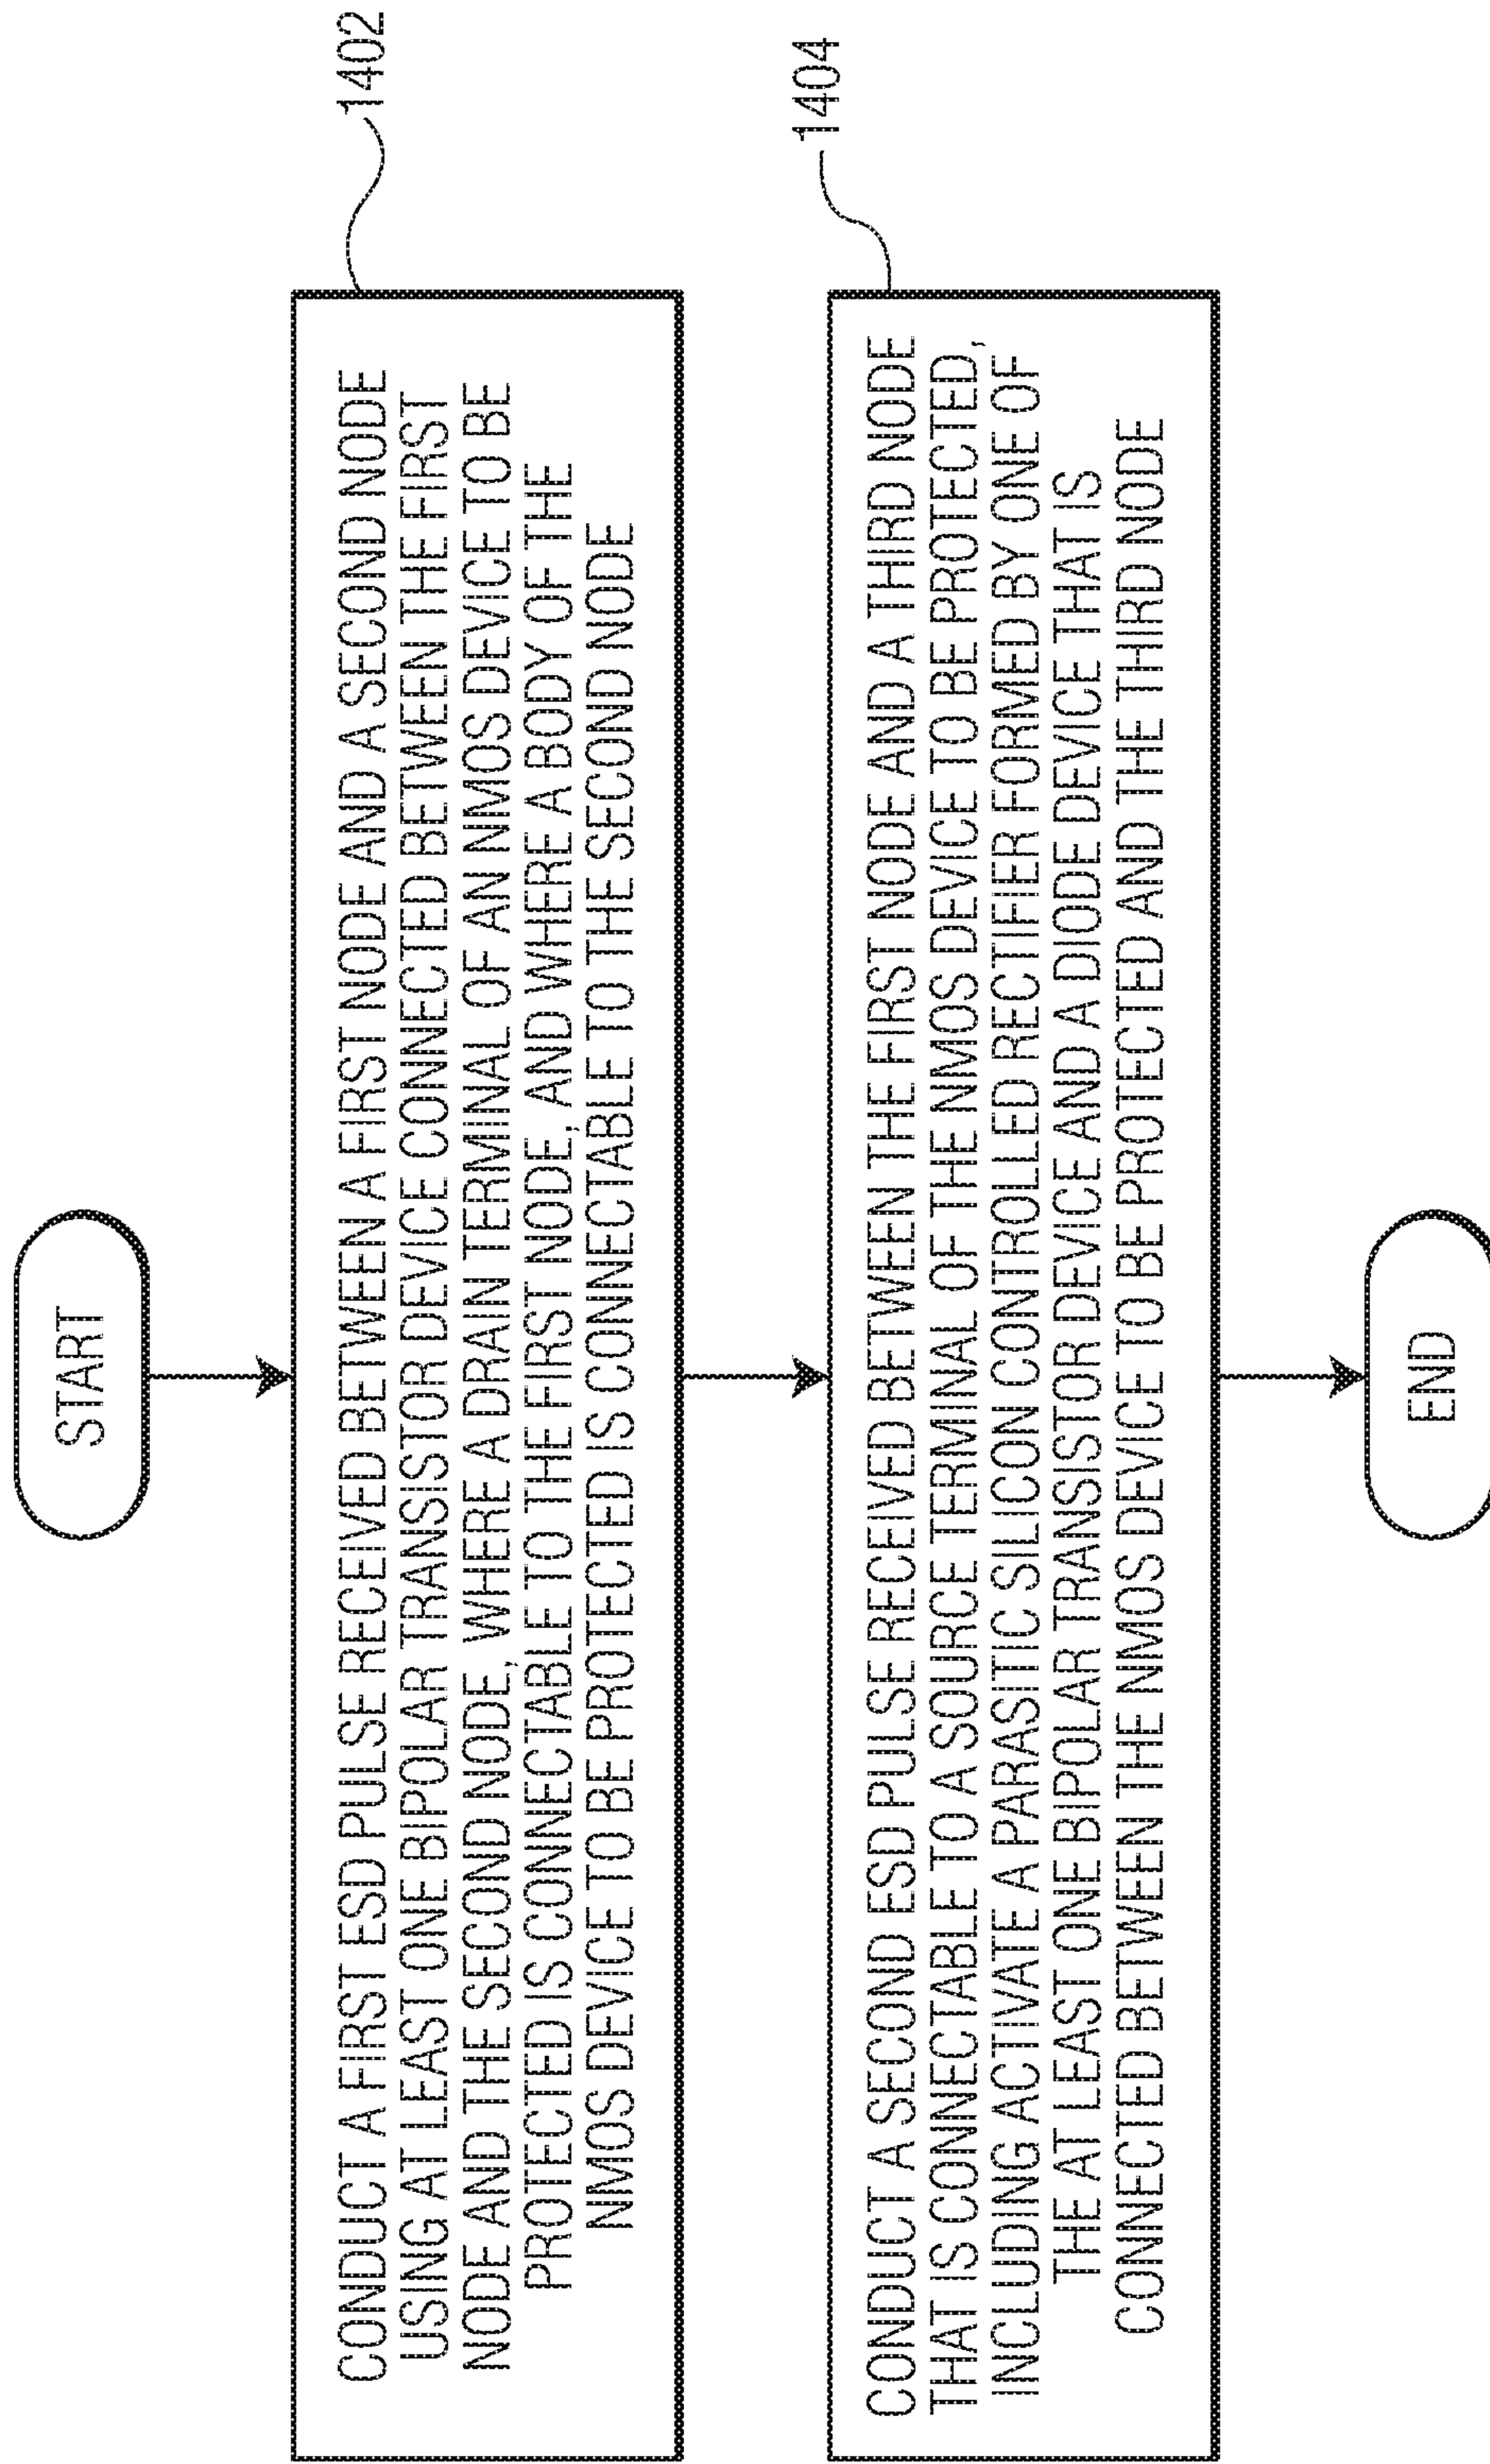 START
CONDUCT A FIRST ESD PULSE RECEIVED BETWEEN A FIRST NODE AND A SECOND NODE
USING AT LEAST ONE BIPOLAR TRANSISTOR DEVICE CONNECTED BETWEEN THE FIRST
NODE AND THE SECOND NODE, WHERE A DRAIN TERMINAL OF AN NMOS DEVICE TO BE
PROTECTED IS CONNECTABLE TO THE FIRST NODE, AND WHERE A BODY OF THE
NMOS DEVICE TO BE PROTECTED IS CONNECTABLE TO THE SECOND NODE
1402
CONDUCT A SECOND ESD PULSE RECEIVED BETWEEN THE FIRST NODE AND A THIRD NODE
THAT IS CONNECTABLE TO A SOURCE TERMINAL OF THE NMOS DEVICE TO BE PROTECTED,
INCLUDING ACTIVATE A PARASITIC SILICON CONTROLLED RECTIFIER FORMED BY ONE OF
THE AT LEAST ONE BIPOLAR TRANSISTOR DEVICE AND A DIODE DEVICE THAT IS
CONNECTED BETWEEN THE NMOS DEVICE TO BE PROTECTED AND THE THIRD NODE
1404
END